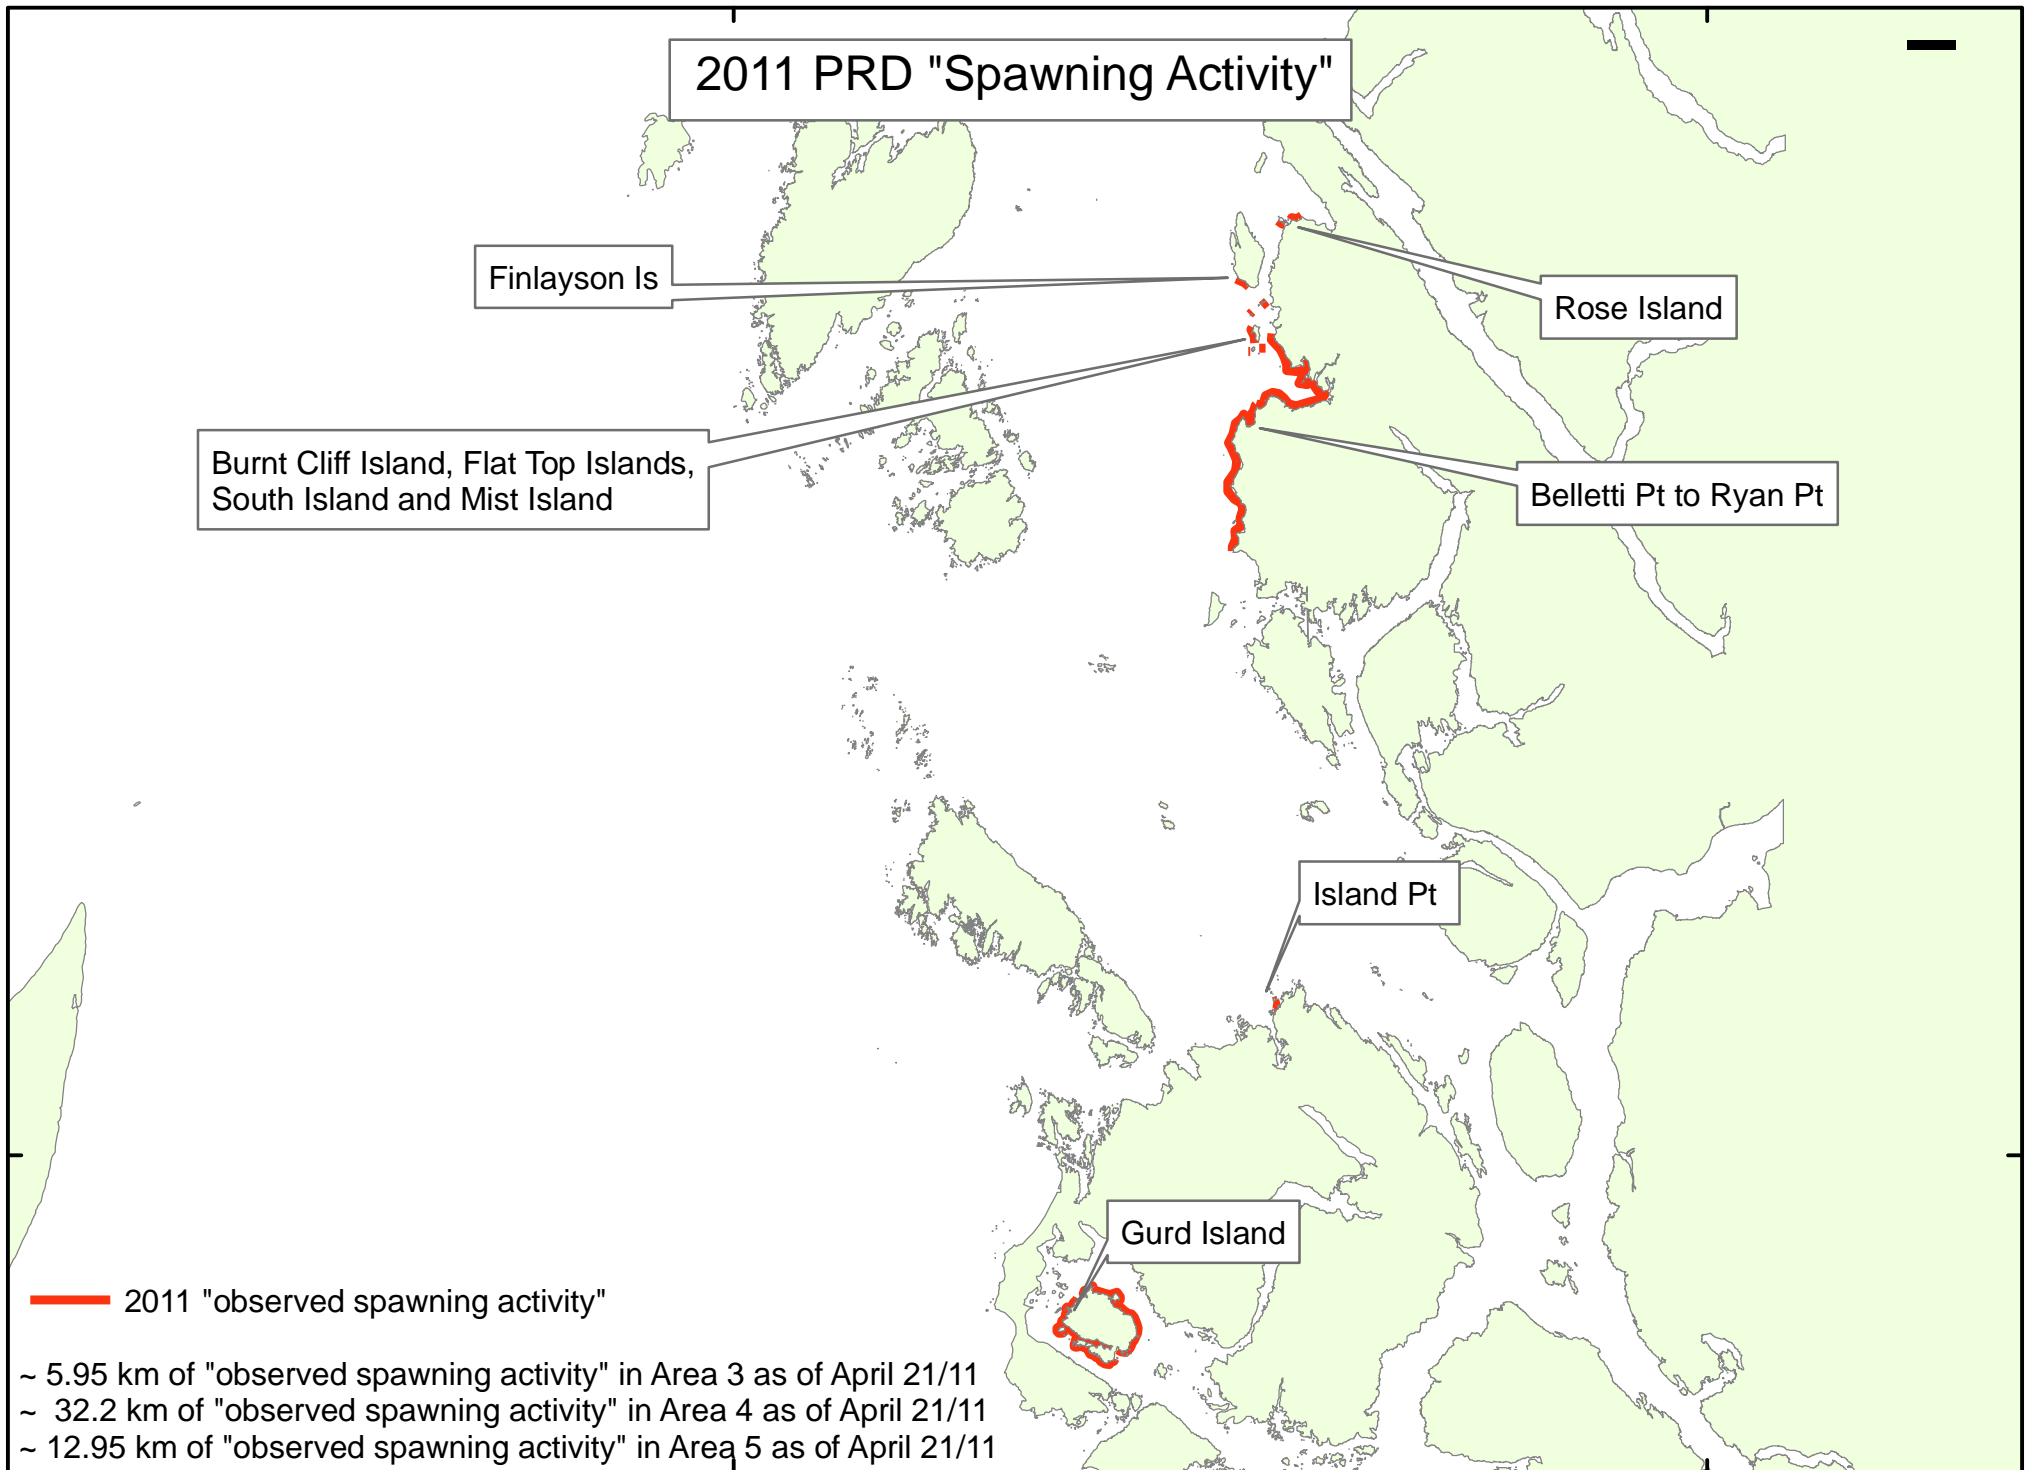 2011 PRD "Spawning Activity"
Finlayson Is
Rose Island
Burnt Cliff Island, Flat Top Islands,
South Island and Mist Island
Belletti Pt to Ryan Pt
Island Pt
Gurd Island
2011 "observed spawning activity"
~ 5.95 km of "observed spawning activity" in Area 3 as of April 21/11
~ 32.2 km of "observed spawning activity" in Area 4 as of April 21/11
~ 12.95 km of "observed spawning activity" in Area 5 as of April 21/11